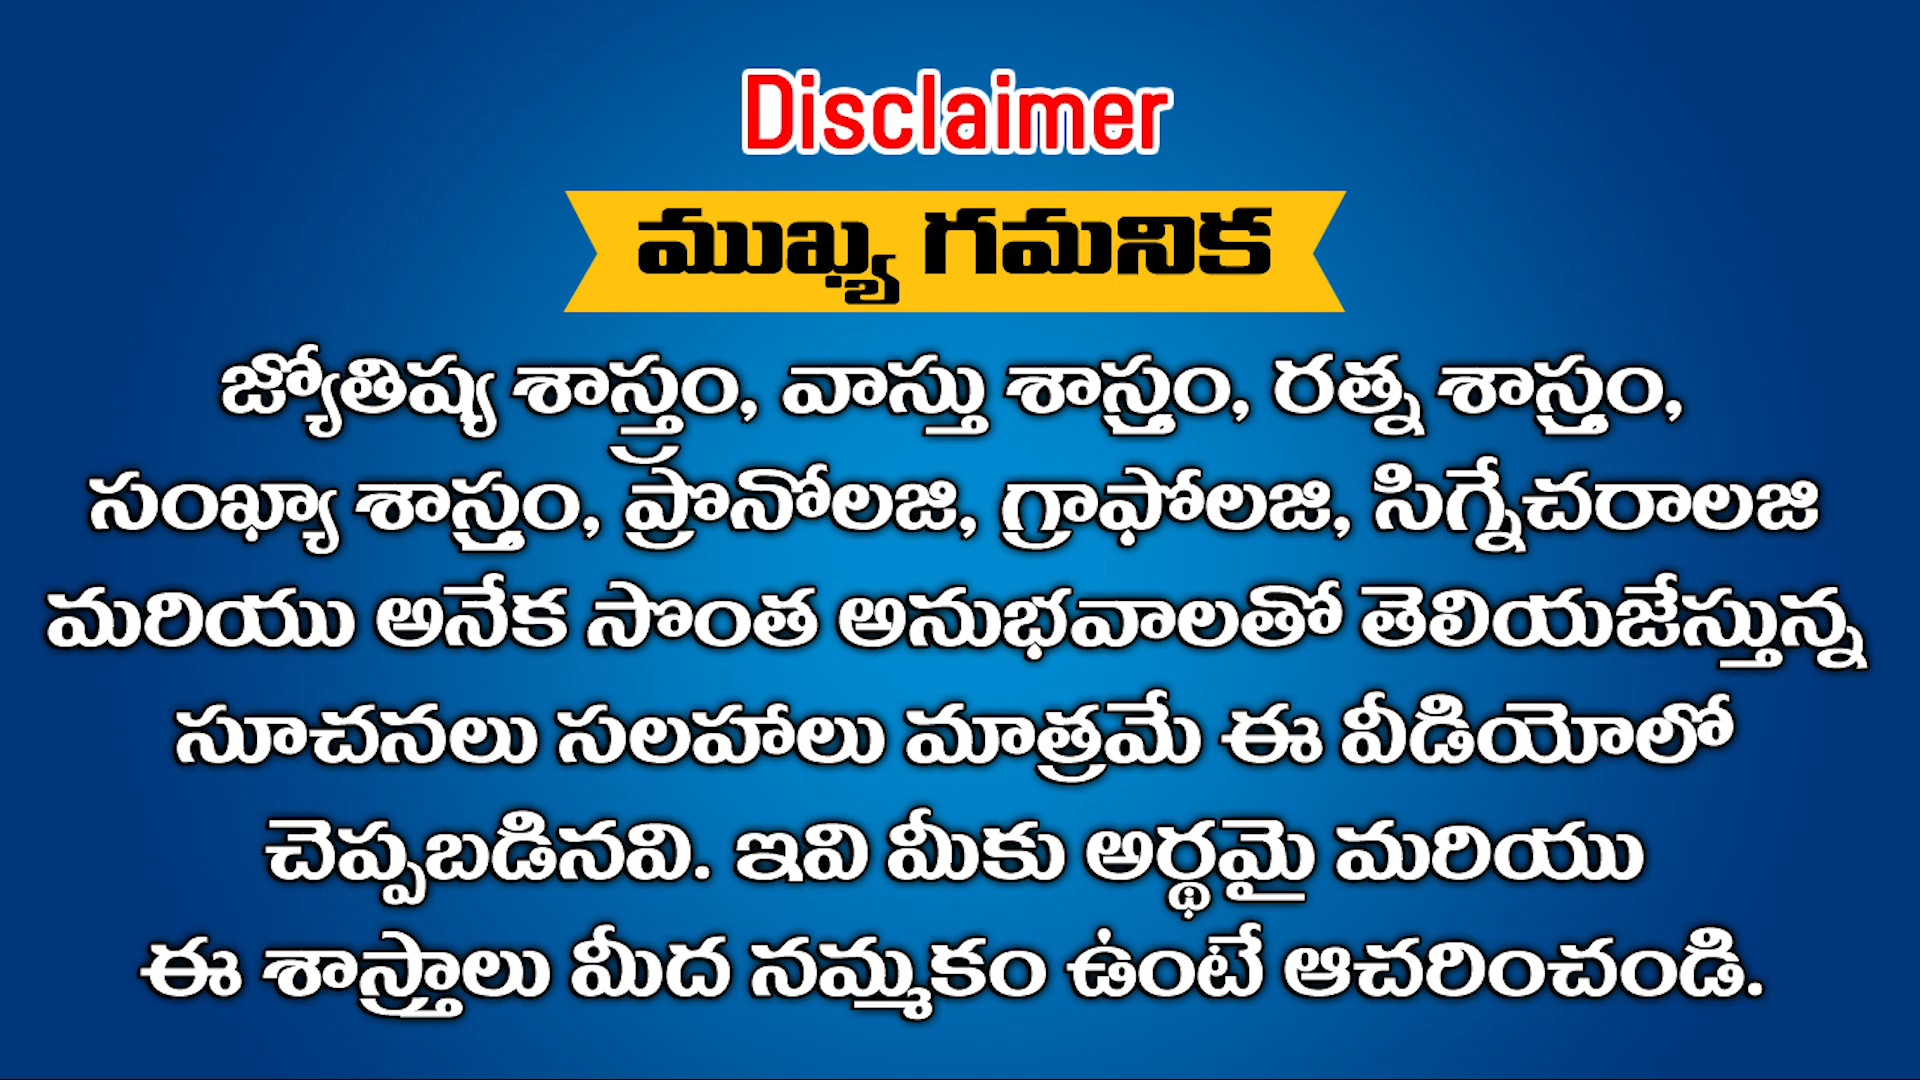 Disclaimer
ముఖ్య గమనిక
జ్యోతిష్య శాస్త్రం, వాస్తు శాస్త్రం, రత్న శాస్త్రం,
సంఖ్యా శాస్త్రం, ప్రొనోలజి, గ్రాఫోలజి, సిగ్నేచరాలజి
మరియు అనేక సొంత అనుభవాలతో తెలియజేస్తున్న
సూచనలు సలహాలు మాత్రమే ఈ వీడియోలో
చెప్పబడినవి. ఇవి మీకు అర్థమై మరియు
ఈ శాస్త్రాలు మీద నమ్మకం ఉంటే ఆచరించండి.